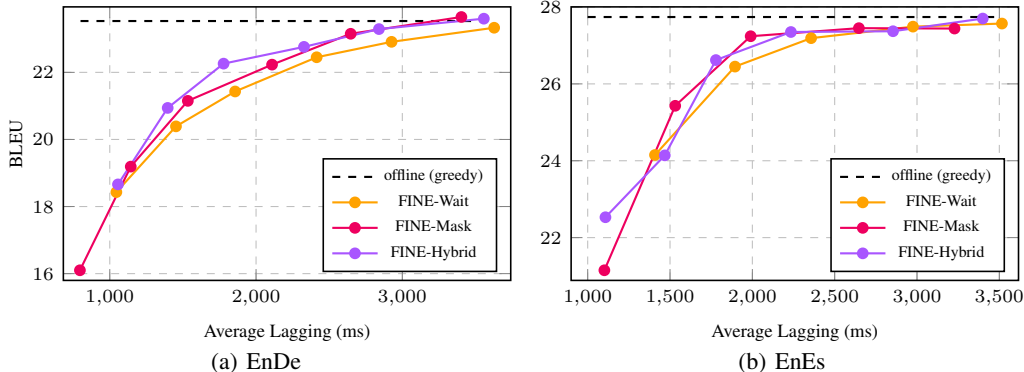 22
20
18
16
BLEU
1,000 2,000 3,000
Average Lagging (ms)
offline (greedy)
FINE-Wait
FINE-Mask
FINE-Hybrid
(a) EnDe
28
26
24
22
1,000 1,500 2,000 2,500 3,000 3,500
Average Lagging (ms)
offline (greedy)
FINE-Wait
FINE-Mask
FINE-Hybrid
(b) EnEs